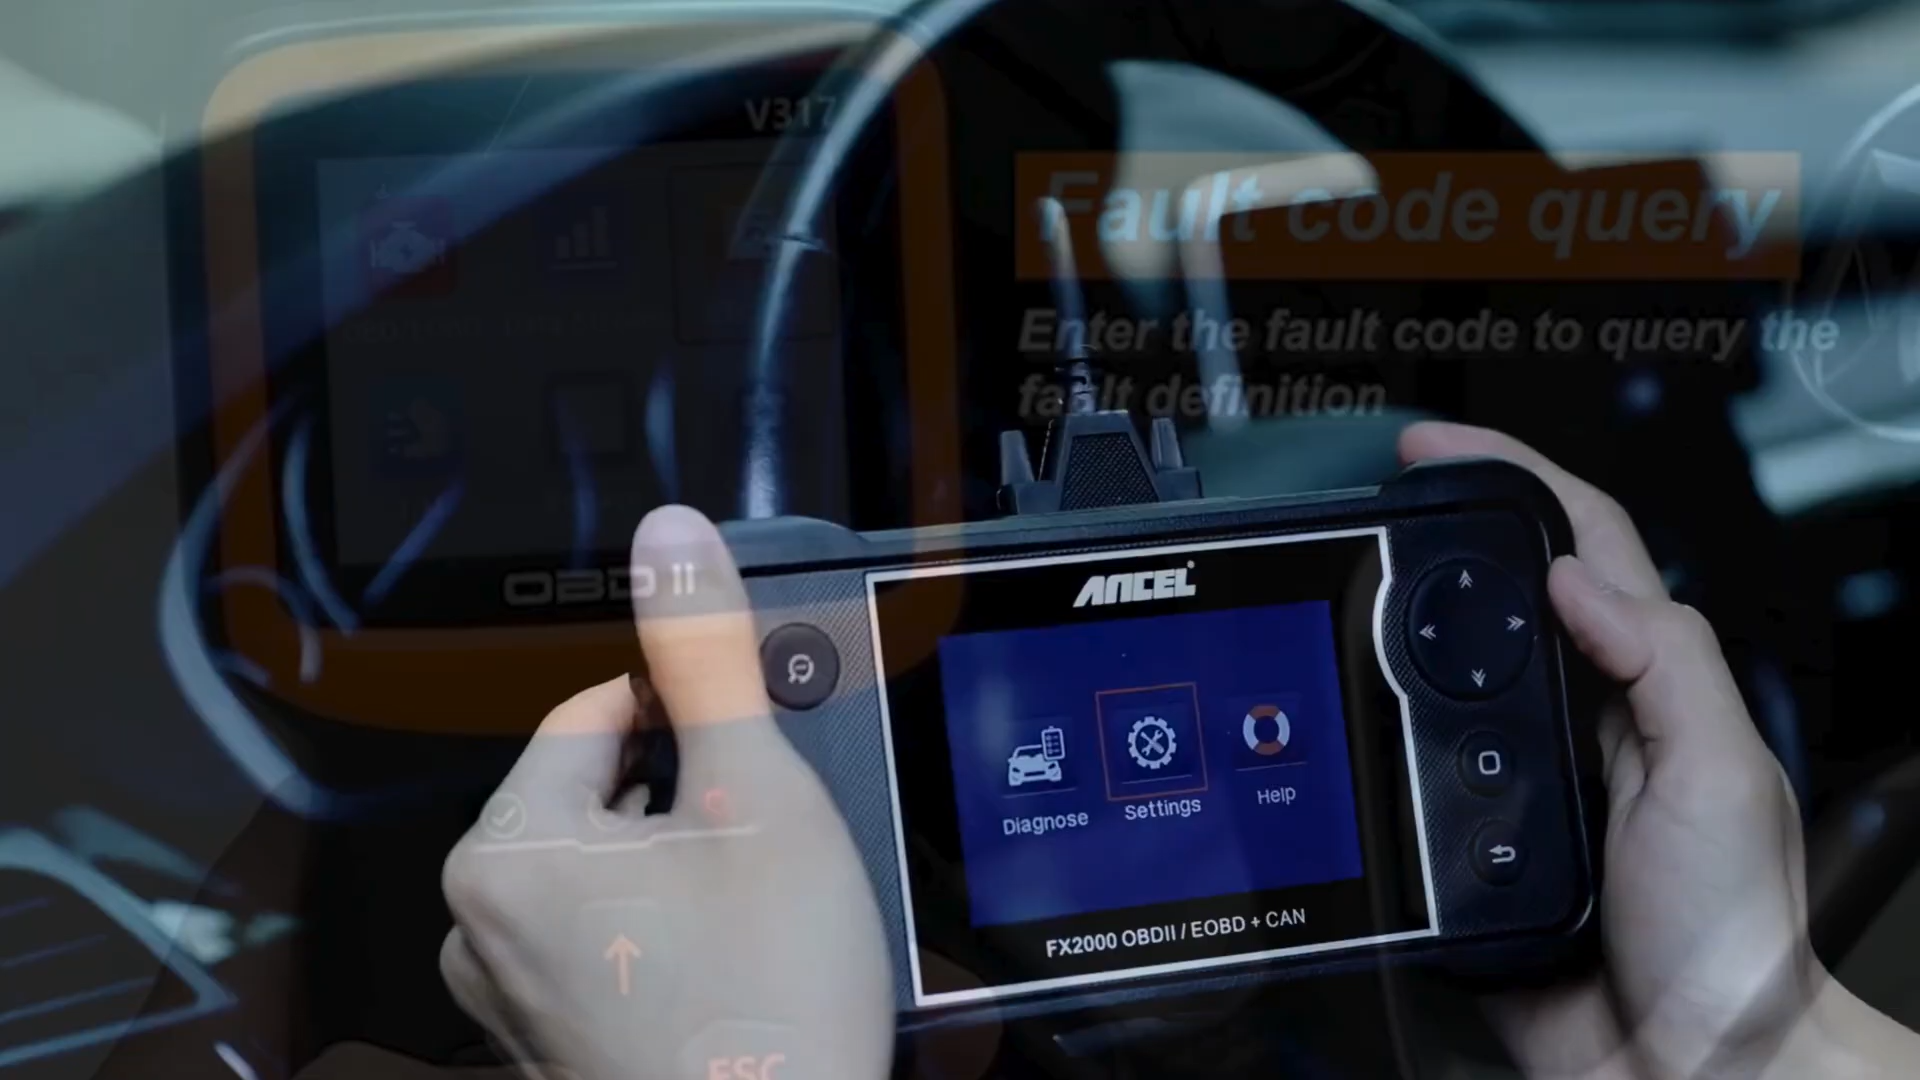 V317
Fault code query
Enter the fault code to query the
fault definition
OBD II
ANCEL
Diagnose
Settings
Help
FX2000 OBDII / EOBD + CAN
ESC